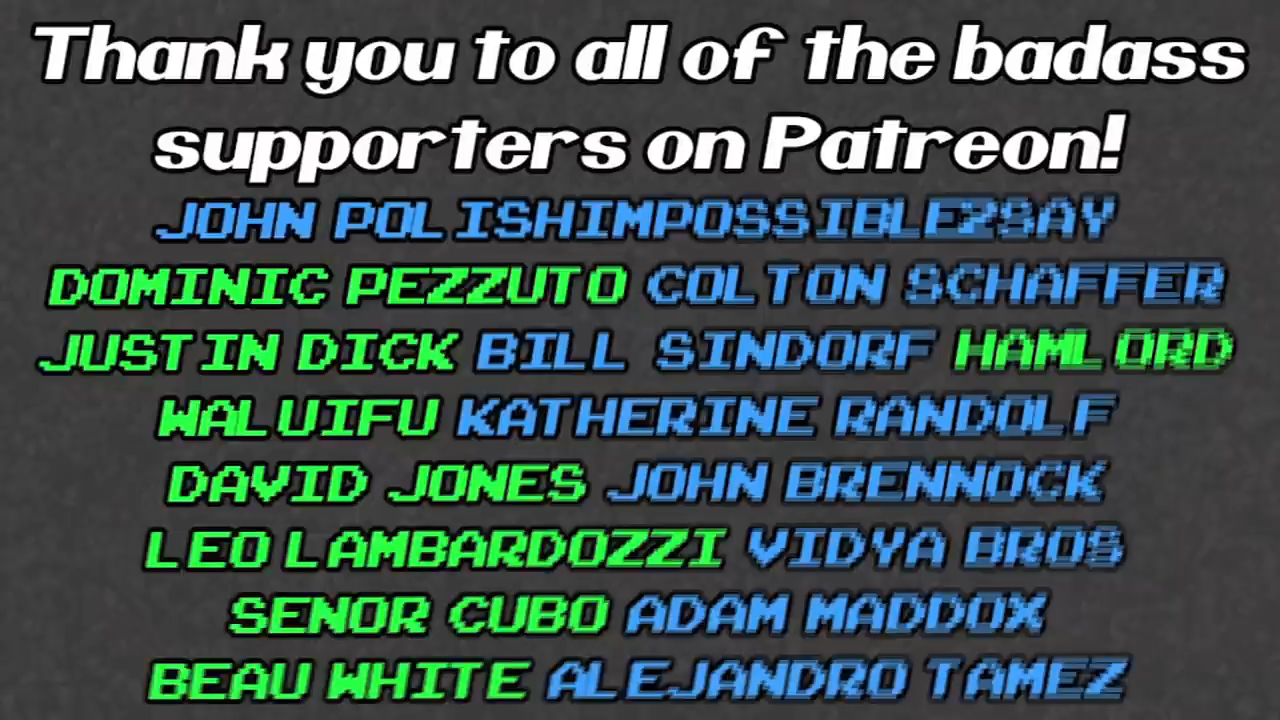 Thank you to all of the badass
supporters on Patreon!
JOHN POLISHIMPOSSIBLE2SAY
DOMINIC PEZZUTO COLTON SCHAFFER
JUSTIN DICK BILL SINDORF HAMLORD
WALUIFU KATHERINE RANDOLF
DAVID JONES JOHN BRENNOCK
LEO LAMBARDOZZI VIDYA BROS
SENOR CUBO ADAM MADDOX
BEAU WHITE ALEJANDRO TAMEZ